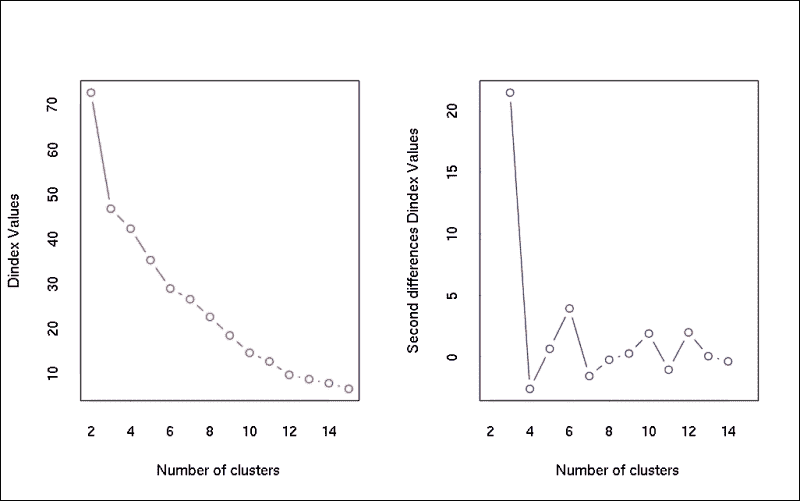 Dindex Values
70
60
50
40
30
20
10
2 4 6 8 10 12 14
Number of clusters
Second differences Dindex Values
20
15
10
5
0
2 4 6 8 10 12 14
Number of clusters